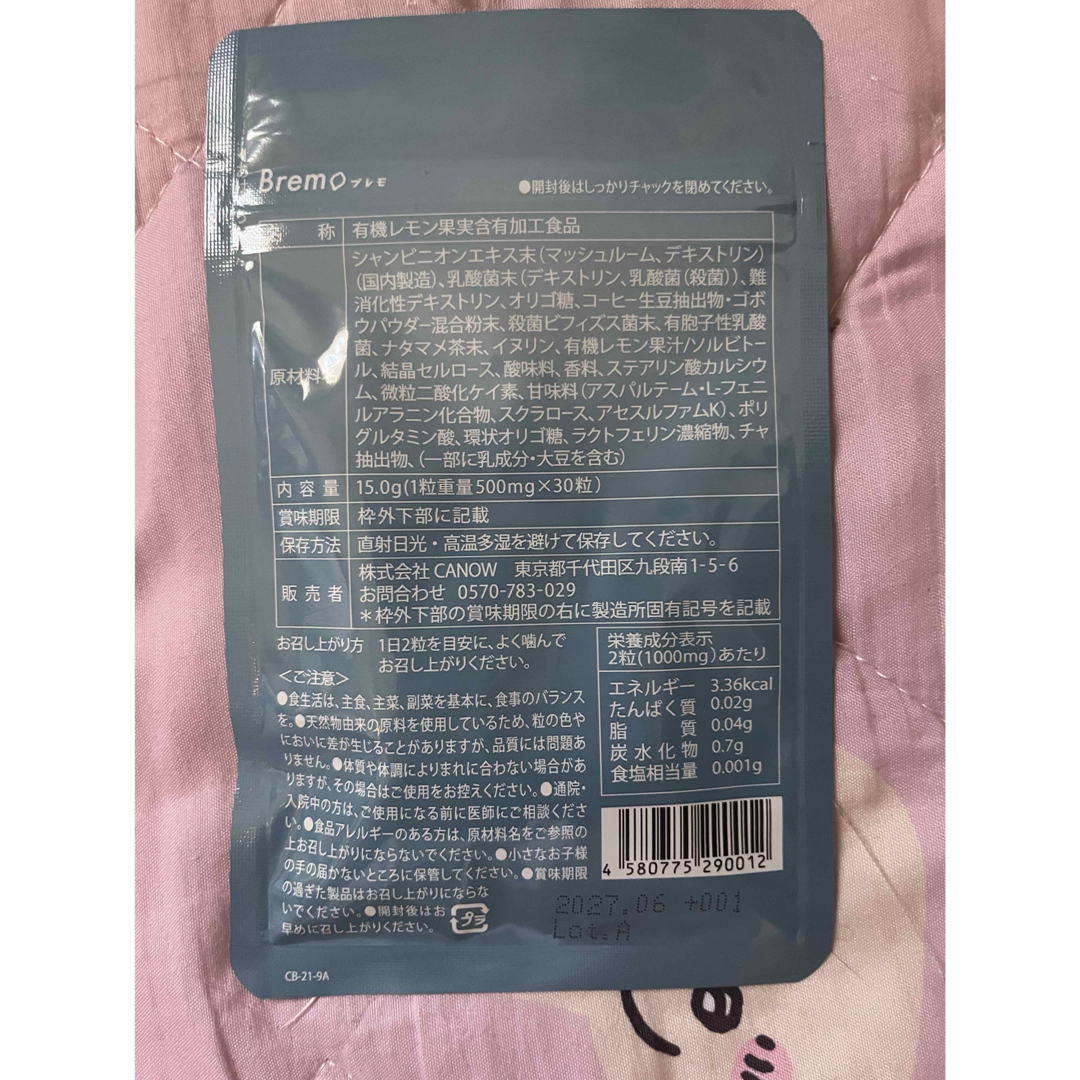 Bremo ブレモ
●開封後はしっかりチャックを閉めてください。
称 有機レモン果実含有加工食品
原材料名 シャンピニオンエキス末(マッシュルーム、デキストリン)
(国内製造)、乳酸菌末(デキストリン、乳酸菌(殺菌))、難
消化性デキストリン、オリゴ糖、コーヒー生豆抽出物・ゴボ
ウパウダー混合粉末、殺菌ビフィズス菌末、有胞子性乳酸
菌、ナタマメ茶末、イヌリン、有機レモン果汁/ソルビトー
ル、結晶セルロース、酸味料、香料、ステアリン酸カルシウ
ム、微粒二酸化ケイ素、甘味料(アスパルテーム・L-フェニ
ルアラニン化合物、スクラロース、アセスルファムK)、ポリ
グルタミン酸、環状オリゴ糖、ラクトフェリン濃縮物、チャ
抽出物、(一部に乳成分・大豆を含む)
内容量 15.0g(1粒重量500mg×30粒)
賞味期限 枠外下部に記載
保存方法 直射日光・高温多湿を避けて保存してください。
販売者 株式会社CANOW 東京都千代田区九段南1-5-6
お問合わせ 0570-783-029
*枠外下部の賞味期限の右に製造所固有記号を記載
お召し上がり方 1日2粒を目安に、よく噛んで
お召し上がりください。
<ご注意>
●食生活は、主食、主菜、副菜を基本に、食事のバランス
を。●天然物由来の原料を使用しているため、粒の色や
においに差が生じることがありますが、品質には問題あ
りません。●体質や体調によりまれに合わない場合があ
りますが、その場合はご使用をお控えください。●通院・
入院中の方は、ご使用になる前に医師にご相談くださ
い。●食品アレルギーのある方は、原材料名をご参照の
上お召し上がりにならないでください。●小さなお子様
の手の届かないところに保管してください。●賞味期限
の過ぎた製品はお召し上がりにならな
いでください。●開封後はお
早めに召し上がりください。
プラ
栄養成分表示
2粒(1000mg)あたり
エネルギー 3.36kcal
たんぱく質 0.02g
脂質 0.04g
炭水化物 0.7g
食塩相当量 0.001g
4 580775 290012
2027.06 +001
Lot.A
CB-21-9A